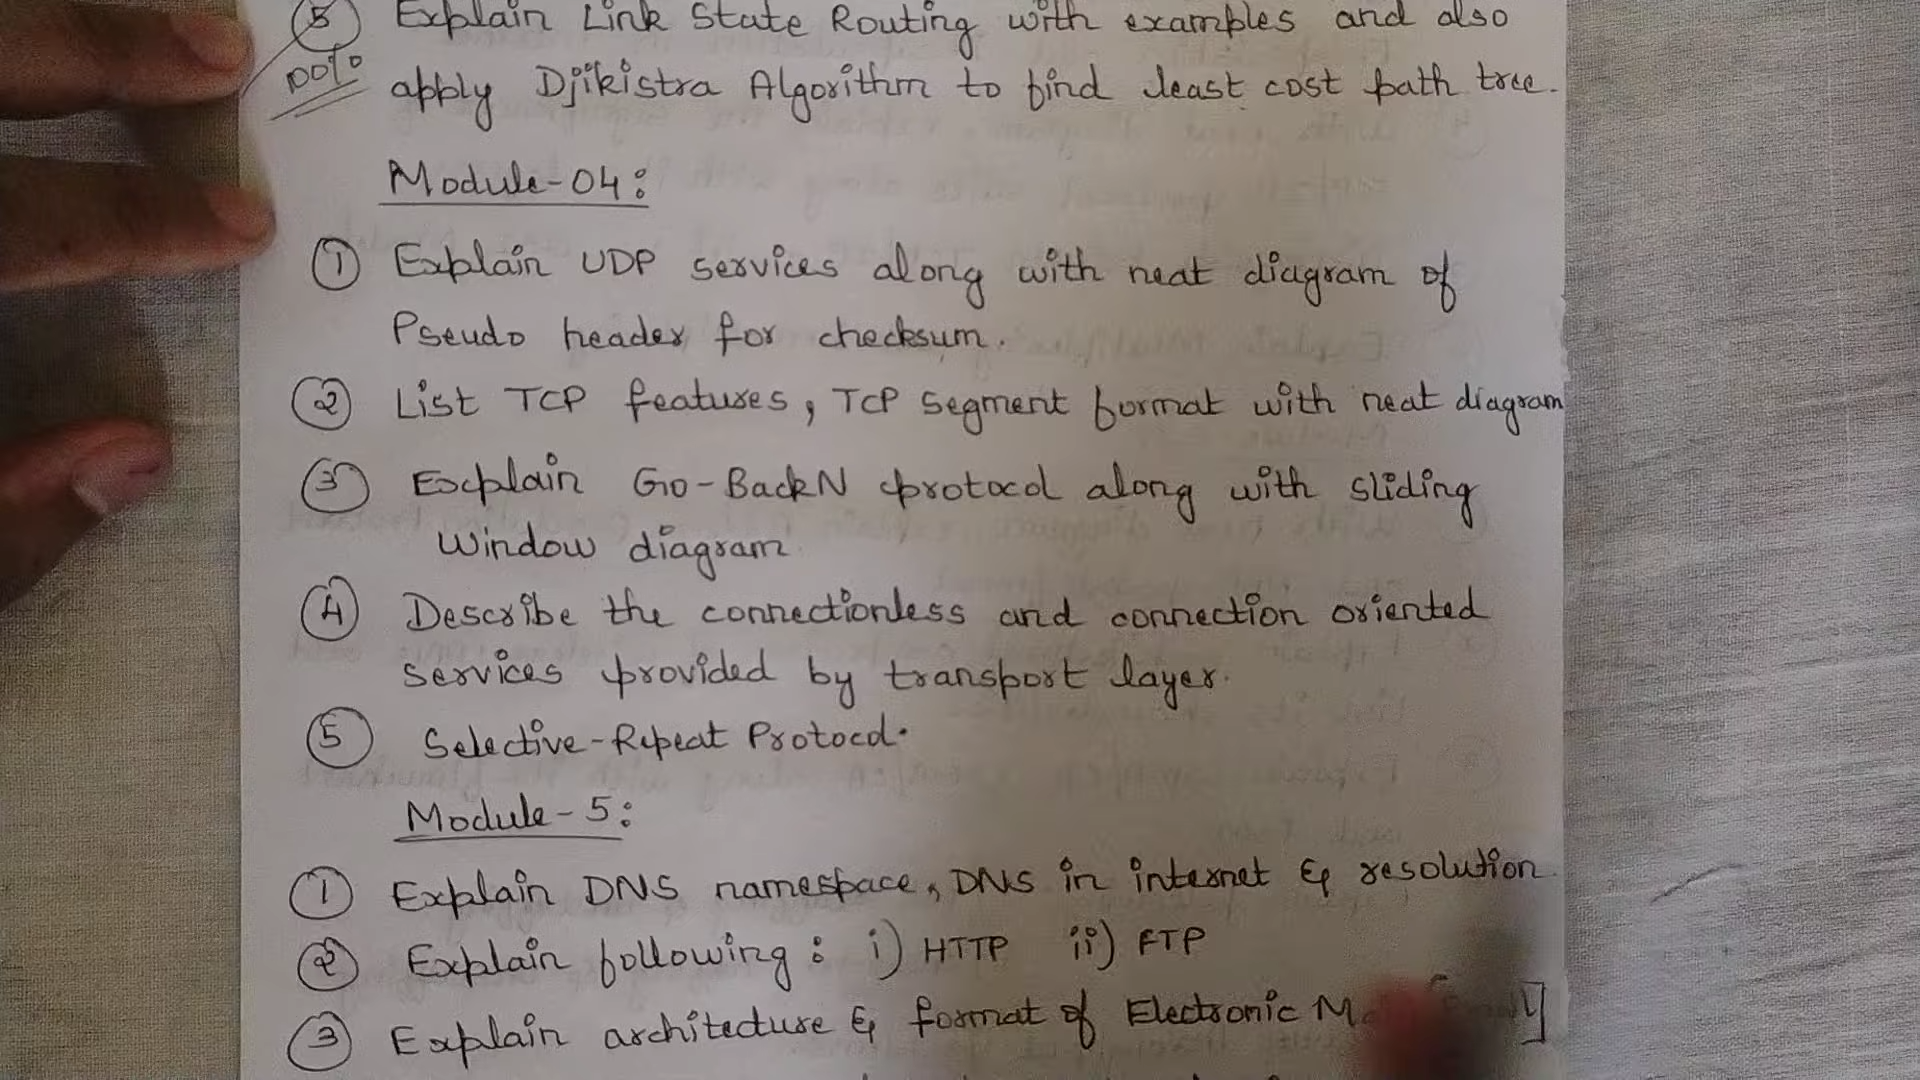 5 Explain Link State Routing with examples and also
100% apply Djikistra Algorithm to find least cost path tree.
Module-04:
1 Explain UDP services along with neat diagram of
Pseudo header for checksum.
2 List TCP features, TCP segment format with neat diagram
3 Explain Go-BackN protocol along with sliding
window diagram
4 Describe the connectionless and connection oriented
services provided by transport layer.
5 Selective-Repeat Protocol.
Module-5:
1 Explain DNS namespace, DNS in internet & resolution
2 Explain following: i) HTTP ii) FTP
3 Explain architecture & format of Electronic